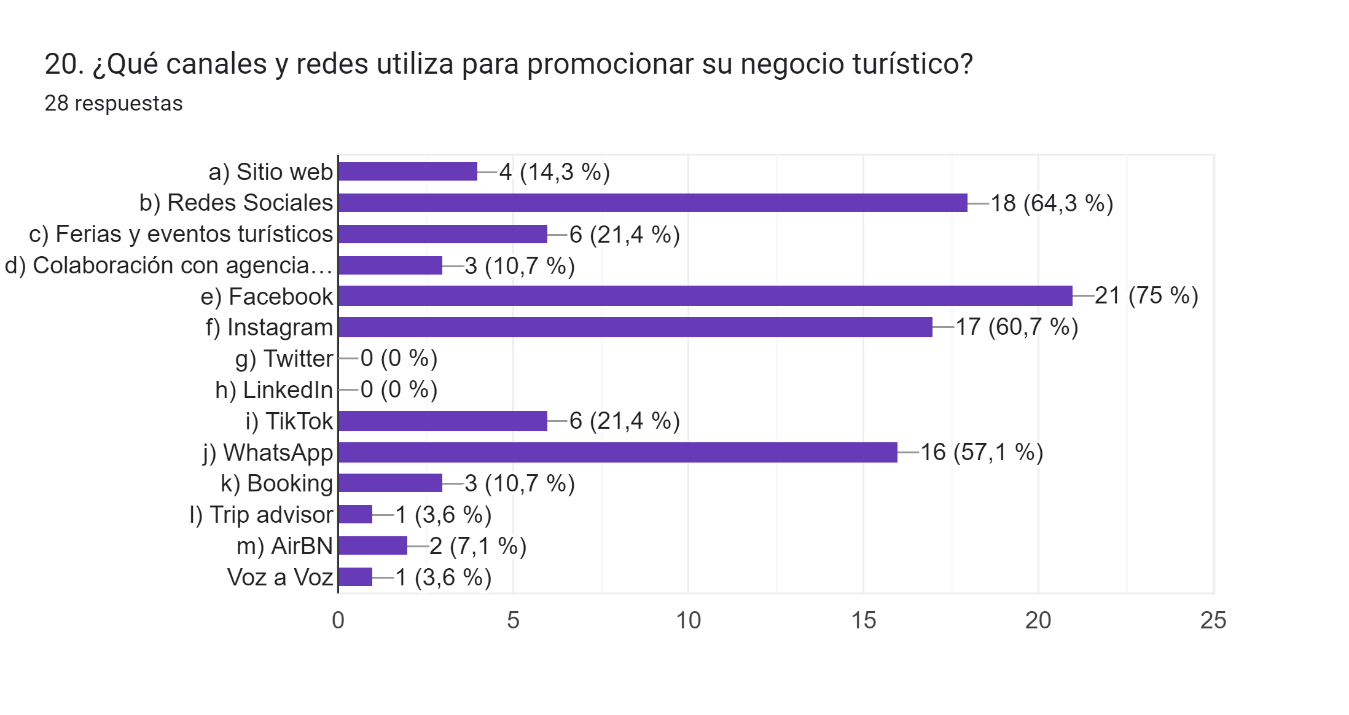 20. ¿Qué canales y redes utiliza para promocionar su negocio turístico?
28 respuestas
a) Sitio web 4 (14,3 %)
b) Redes Sociales 18 (64,3 %)
c) Ferias y eventos turísticos 6 (21,4 %)
d) Colaboración con agencia… 3 (10,7 %)
e) Facebook 21 (75 %)
f) Instagram 17 (60,7 %)
g) Twitter 0 (0 %)
h) LinkedIn 0 (0 %)
i) TikTok 6 (21,4 %)
j) WhatsApp 16 (57,1 %)
k) Booking 3 (10,7 %)
l) Trip advisor 1 (3,6 %)
m) AirBN 2 (7,1 %)
Voz a Voz 1 (3,6 %)
0 5 10 15 20 25